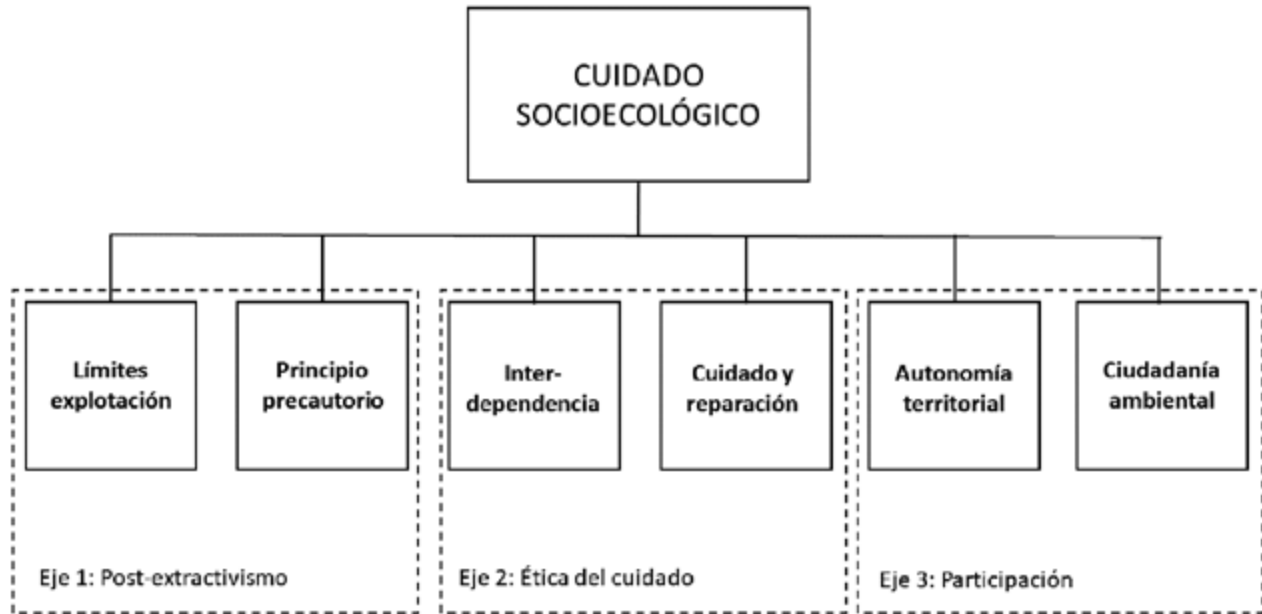 CUIDADO
SOCIOECOLÓGICO
Límites
explotación
Principio
precautorio
Inter-
dependencia
Cuidado y
reparación
Autonomía
territorial
Ciudadanía
ambiental
Eje 1: Post-extractivismo
Eje 2: Ética del cuidado
Eje 3: Participación